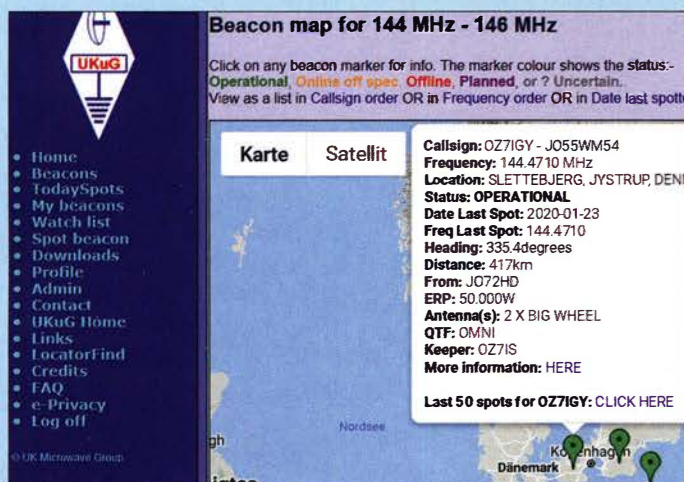 UKuG
Home
Beacons
TodaySpots
My beacons
Watch list
Spot beacon
Downloads
Profile
Admin
Contact
UKuG Home
Links
LocatorFind
Credits
FAQ
e-Privacy
Log off
© UK Microwave Group
Beacon map for 144 MHz - 146 MHz
Click on any beacon marker for info. The marker colour shows the status:-
Operational, Online off spec, Offline, Planned, or ? Uncertain.
View as a list in Callsign order OR in Frequency order OR in Date last spotte
Karte Satellit
Callsign: OZ7IGY - JO55WM54
Frequency: 144.4710 MHz
Location: SLETTEBJERG, JYSTRUP, DEN
Status: OPERATIONAL
Date Last Spot: 2020-01-23
Freq Last Spot: 144.4710
Heading: 335.4degrees
Distance: 417km
From: JO72HD
ERP: 50.000W
Antenna(s): 2 X BIG WHEEL
QTF: OMNI
Keeper: OZ7IS
More information: HERE
Last 50 spots for OZ7IGY: CLICK HERE
Nordsee
gh
Dänemark